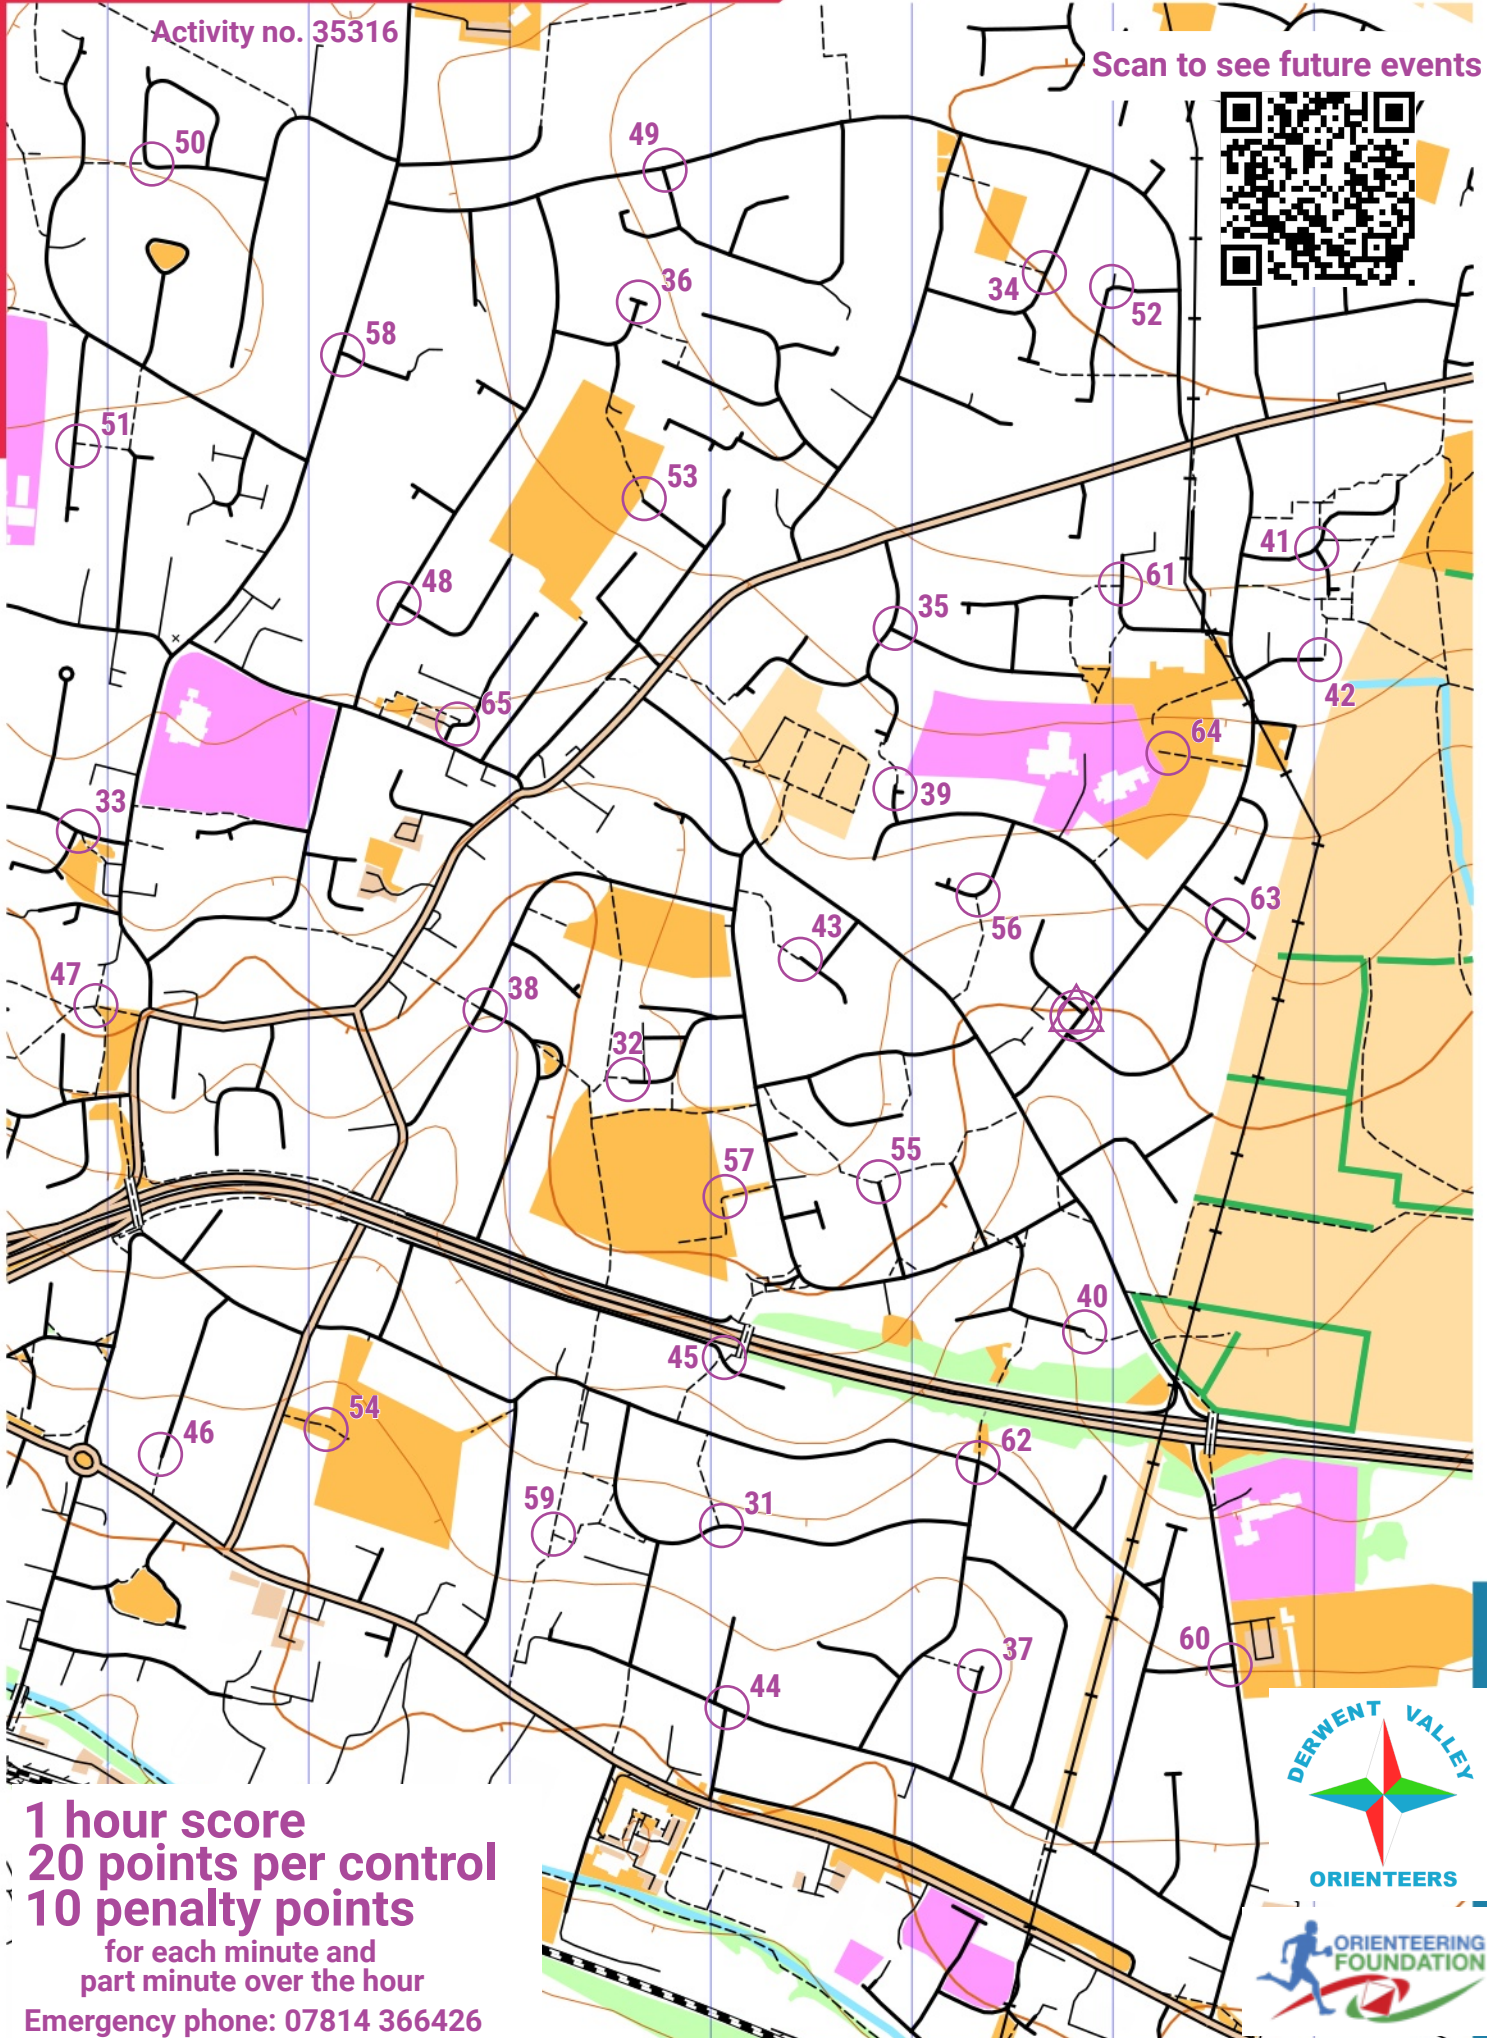 Activity no. 35316
Scan to see future events
50
49
36
34
52
58
51
53
41
48
61
35
42
65
64
33
39
63
43
56
47
38
32
55
57
40
45
54
46
62
59
31
37
60
44
1 hour score
20 points per control
10 penalty points
for each minute and
part minute over the hour
Emergency phone: 07814 366426
DERWENT VALLEY
ORIENTEERS
ORIENTEERING
FOUNDATION